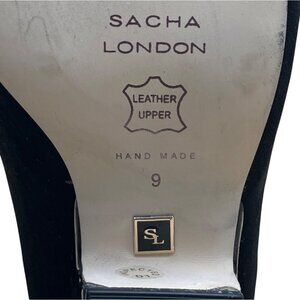 SACHA
LONDON
LEATHER
UPPER
HAND MADE
9
SL